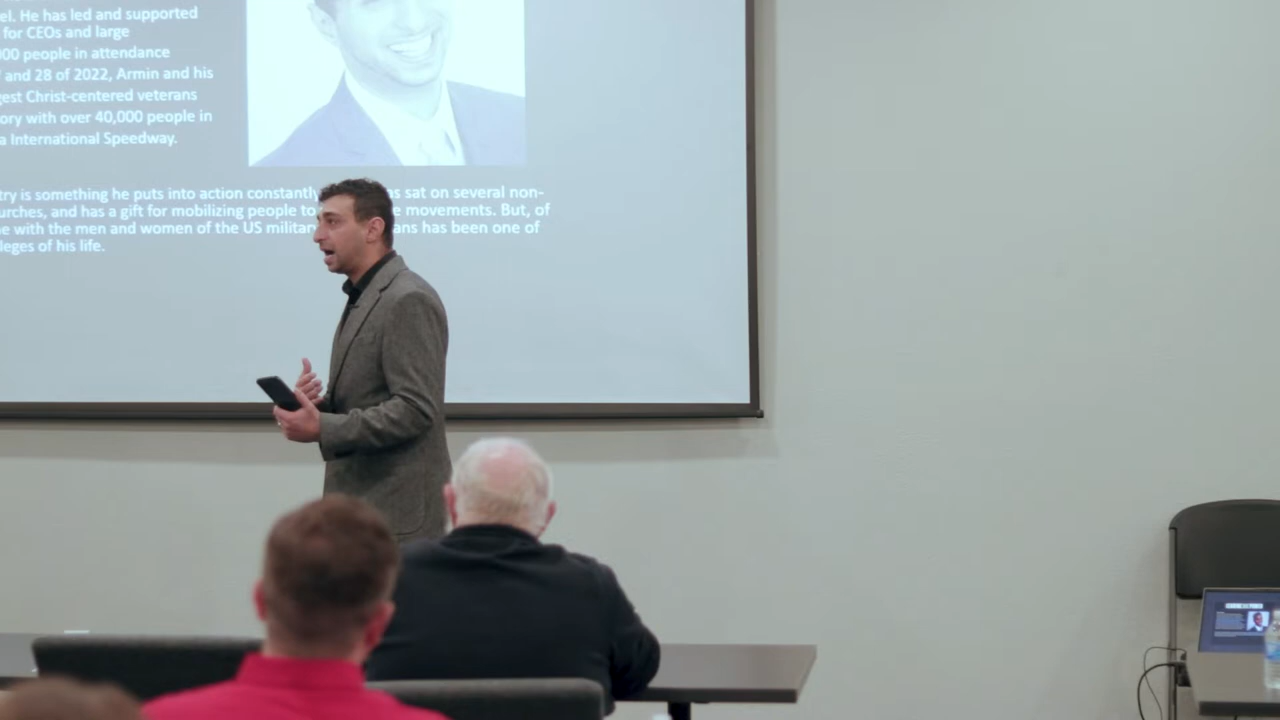 el. He has led and supported
for CEOs and large
000 people in attendance
and 28 of 2022, Armin and his
gest Christ-centered veterans
ory with over 40,000 people in
a International Speedway.
try is something he puts into action constantly s sat on several non-
urches, and has a gift for mobilizing people to e movements. But, of
e with the men and women of the US militar ans has been one of
leges of his life.